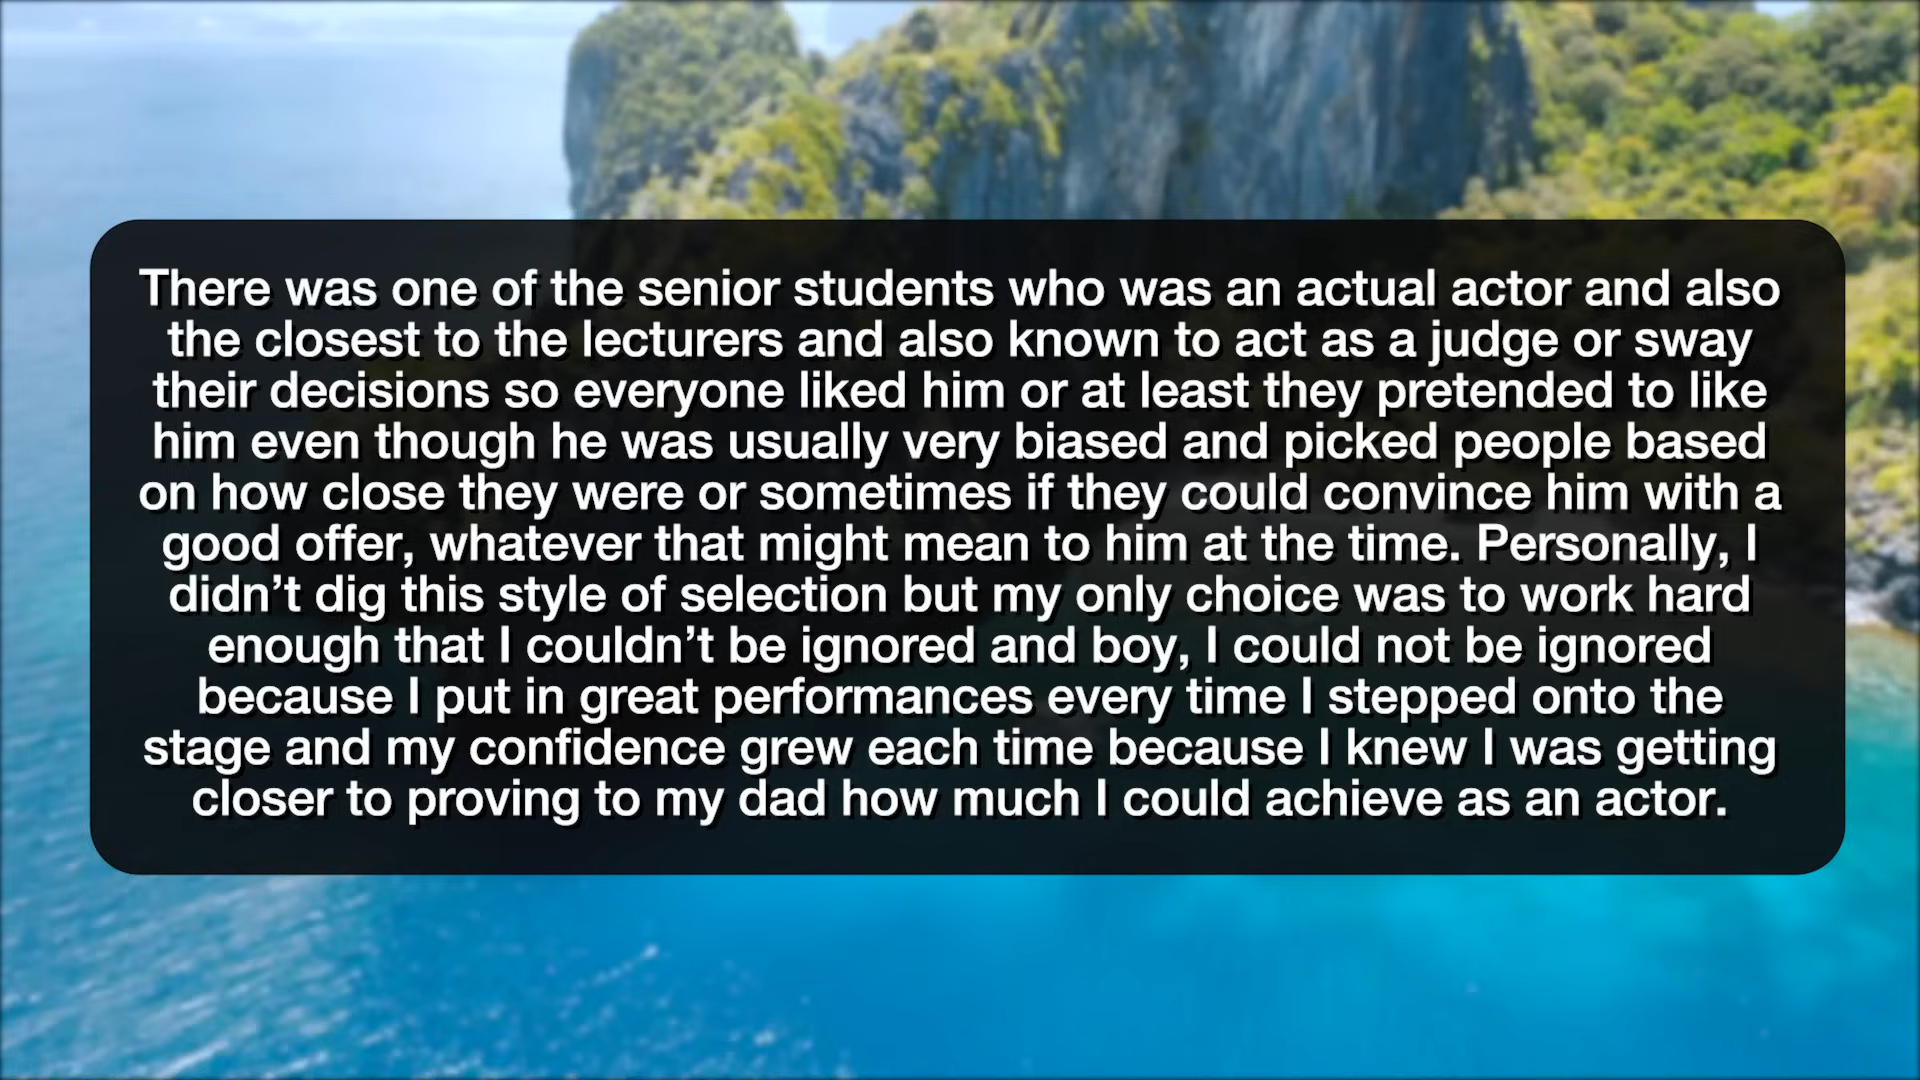 There was one of the senior students who was an actual actor and also
the closest to the lecturers and also known to act as a judge or sway
their decisions so everyone liked him or at least they pretended to like
him even though he was usually very biased and picked people based
on how close they were or sometimes if they could convince him with a
good offer, whatever that might mean to him at the time. Personally, I
didn’t dig this style of selection but my only choice was to work hard
enough that I couldn’t be ignored and boy, I could not be ignored
because I put in great performances every time I stepped onto the
stage and my confidence grew each time because I knew I was getting
closer to proving to my dad how much I could achieve as an actor.